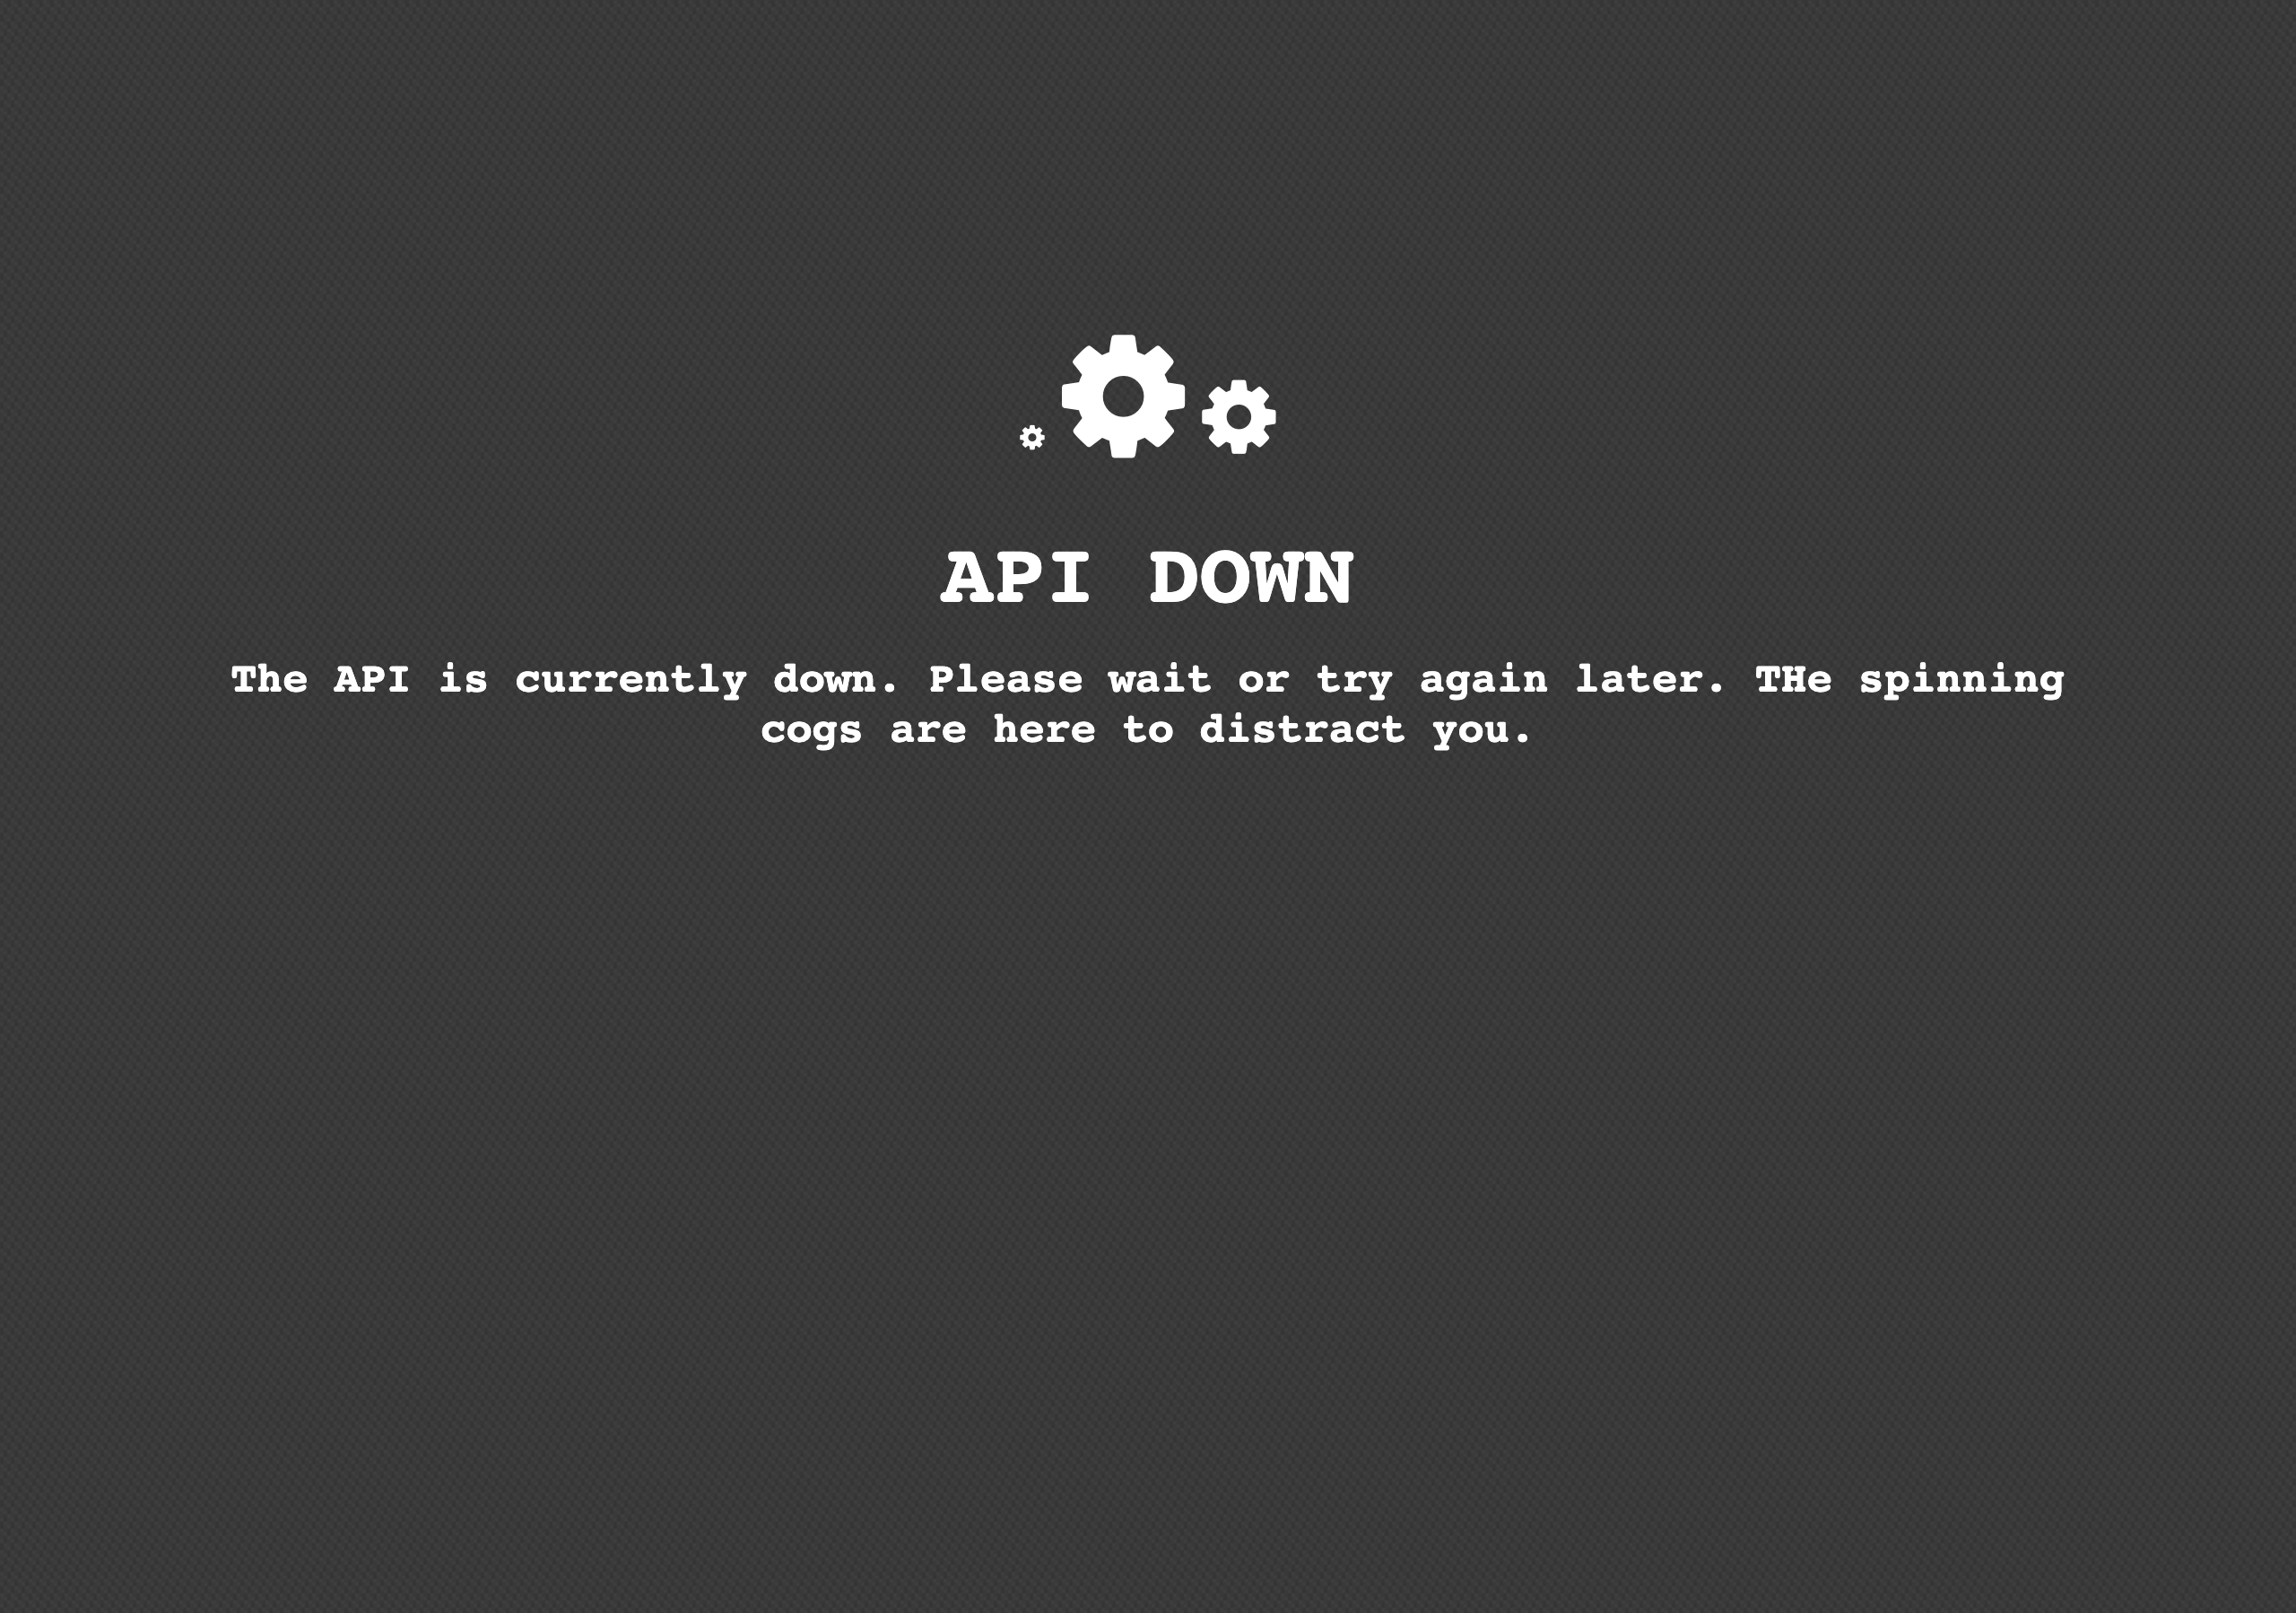 API DOWN
The API is currently down. Please wait or try again later. THe spinning
cogs are here to distract you.